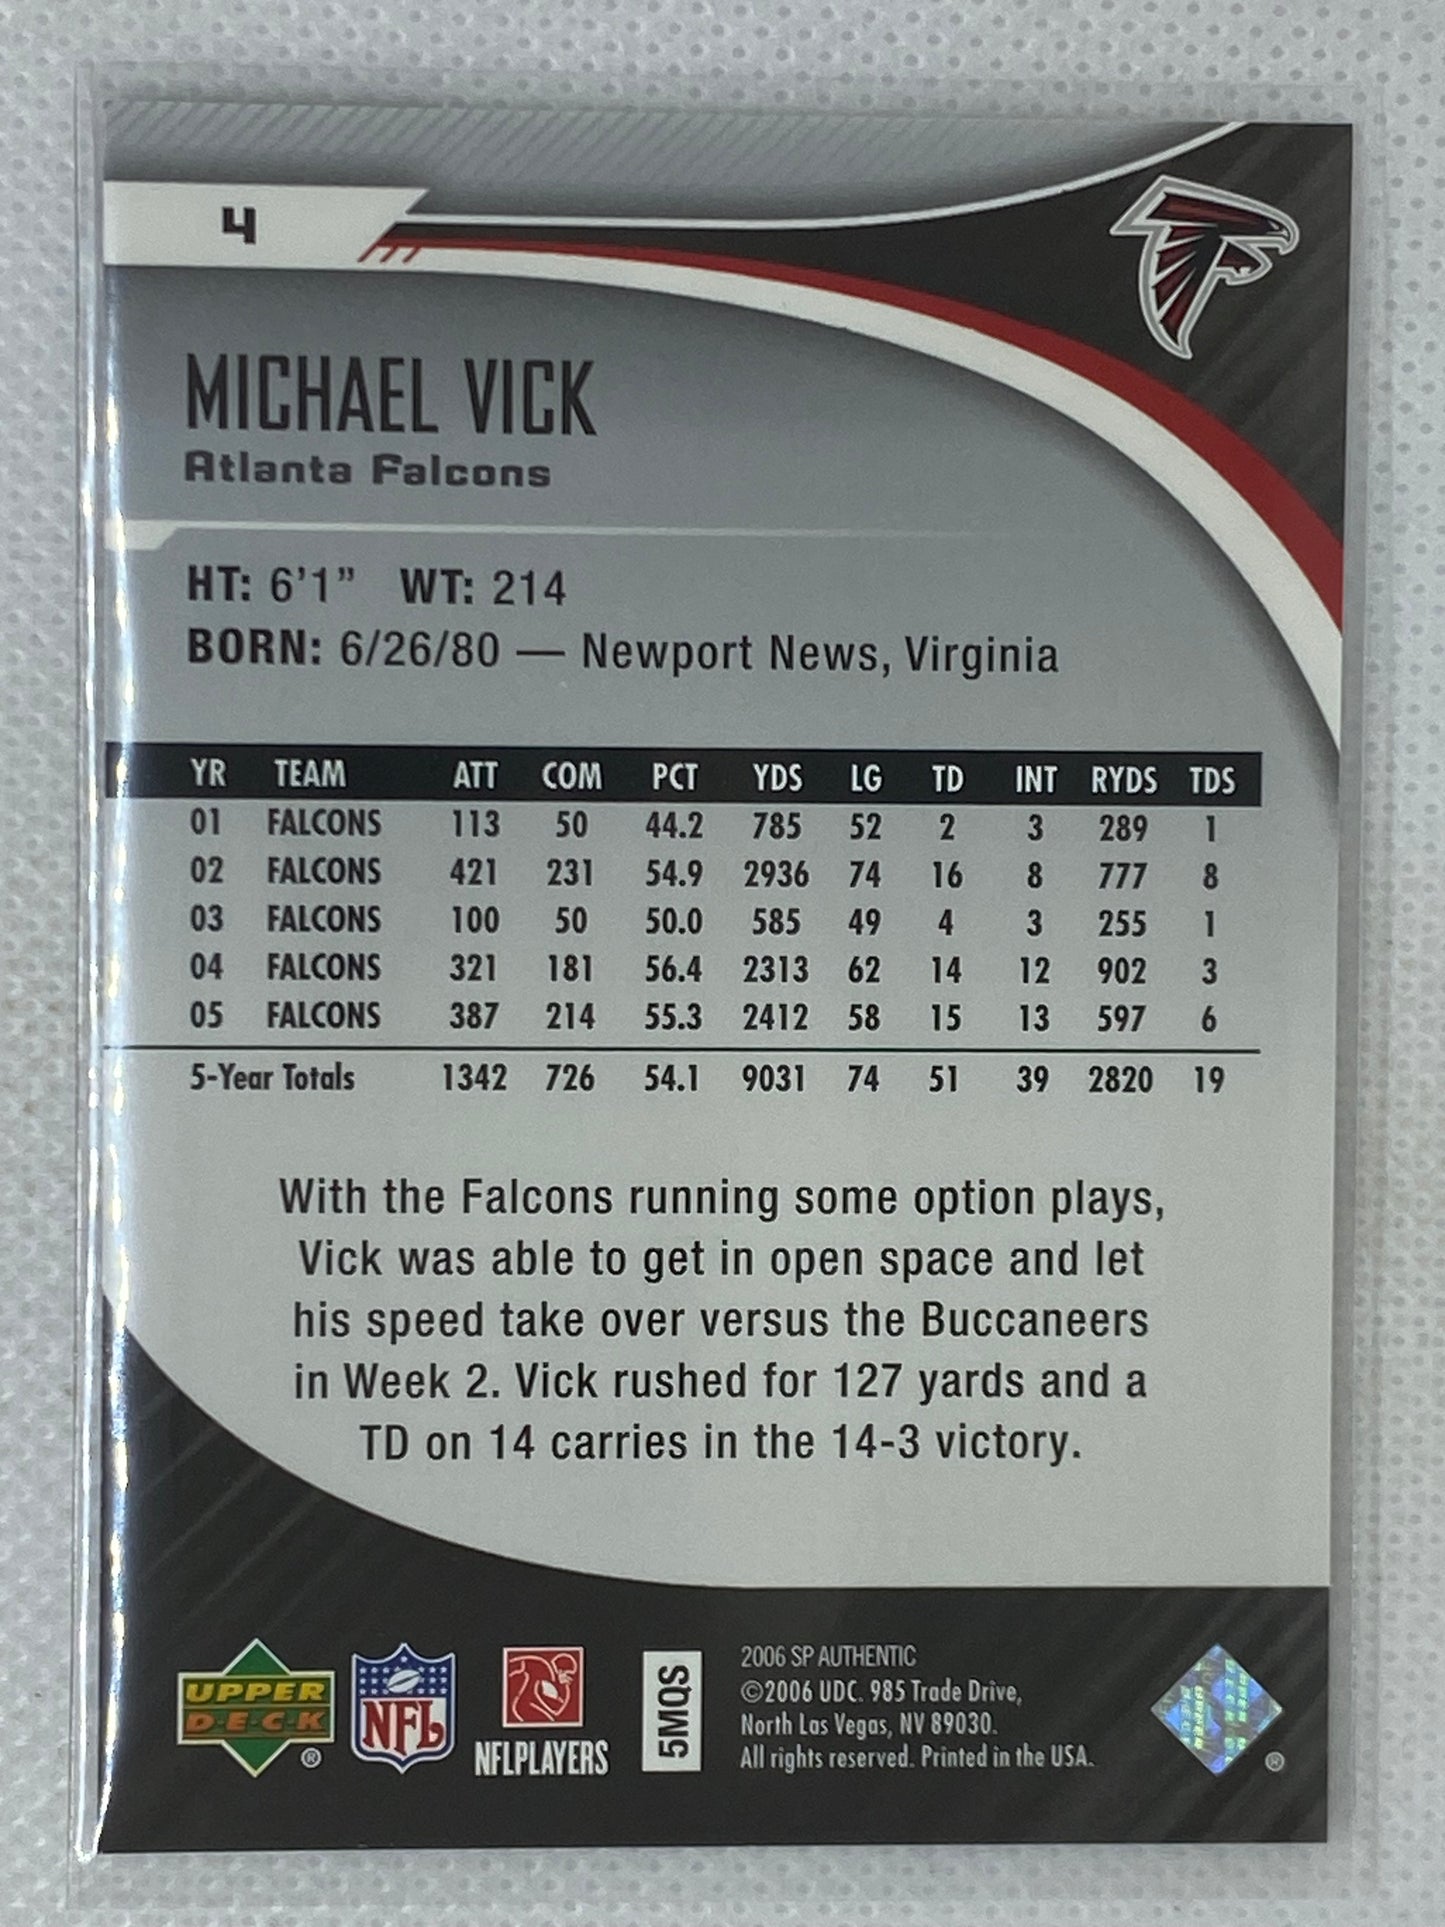 4
MICHAEL VICK
Atlanta Falcons
HT: 6'1” WT: 214
BORN: 6/26/80 — Newport News, Virginia
YR TEAM ATT COM PCT YDS LG TD INT RYDS TDS
01 FALCONS 113 50 44.2 785 52 2 3 289 1
02 FALCONS 421 231 54.9 2936 74 16 8 777 8
03 FALCONS 100 50 50.0 585 49 4 3 255 1
04 FALCONS 321 181 56.4 2313 62 14 12 902 3
05 FALCONS 387 214 55.3 2412 58 15 13 597 6
5-Year Totals 1342 726 54.1 9031 74 51 39 2820 19
With the Falcons running some option plays,
Vick was able to get in open space and let
his speed take over versus the Buccaneers
in Week 2. Vick rushed for 127 yards and a
TD on 14 carries in the 14-3 victory.
UPPER
D·E·C·K
®
NFL
NFLPLAYERS
5MQS
2006 SP AUTHENTIC
©2006 UDC. 985 Trade Drive,
North Las Vegas, NV 89030.
All rights reserved. Printed in the USA.
®